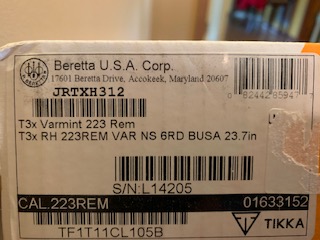 Beretta U.S.A. Corp.
17601 Beretta Drive, Accokeek, Maryland 20607
JRTXH312
T3x Varmint 223 Rem
T3x RH 223REM VAR NS 6RD BUSA 23.7in
S/N:L14205
CAL.223REM 01633152
TF1T11CL105B TIKKA